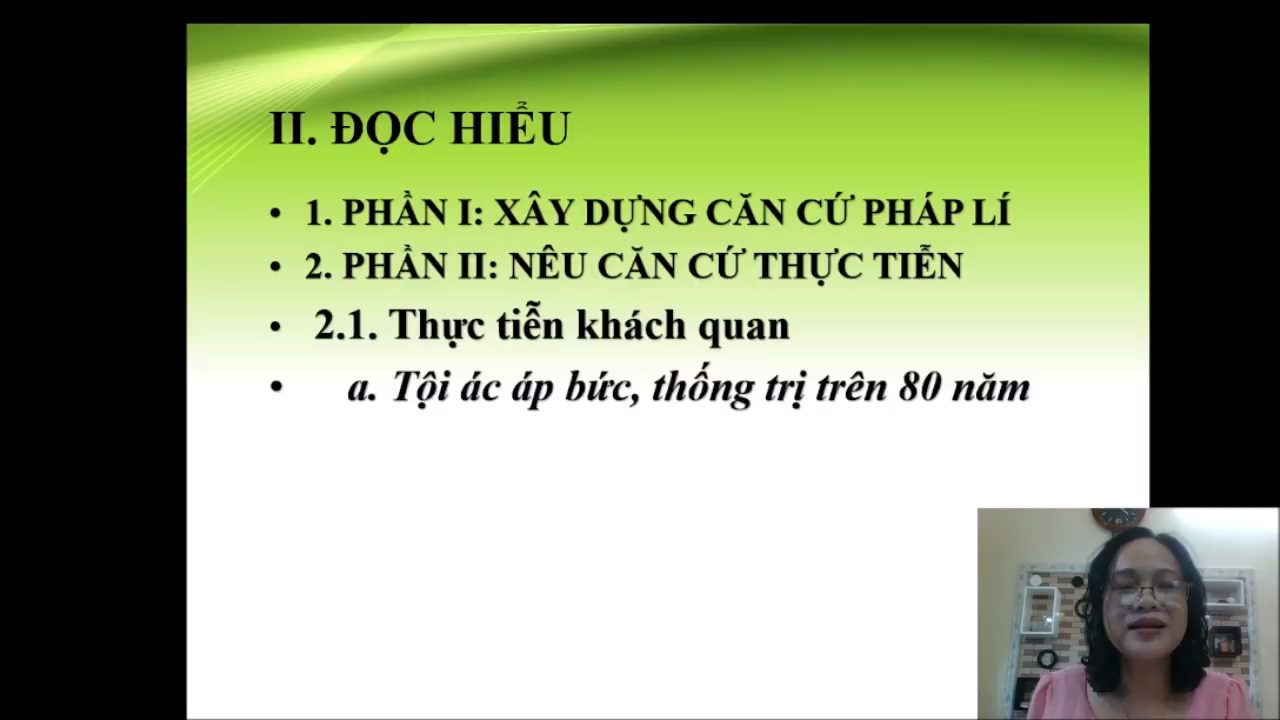 II. ĐỌC HIỂU
• 1. PHẦN I: XÂY DỰNG CĂN CỨ PHÁP LÍ
• 2. PHẦN II: NÊU CĂN CỨ THỰC TIỄN
• 2.1. Thực tiễn khách quan
• a. Tội ác áp bức, thống trị trên 80 năm